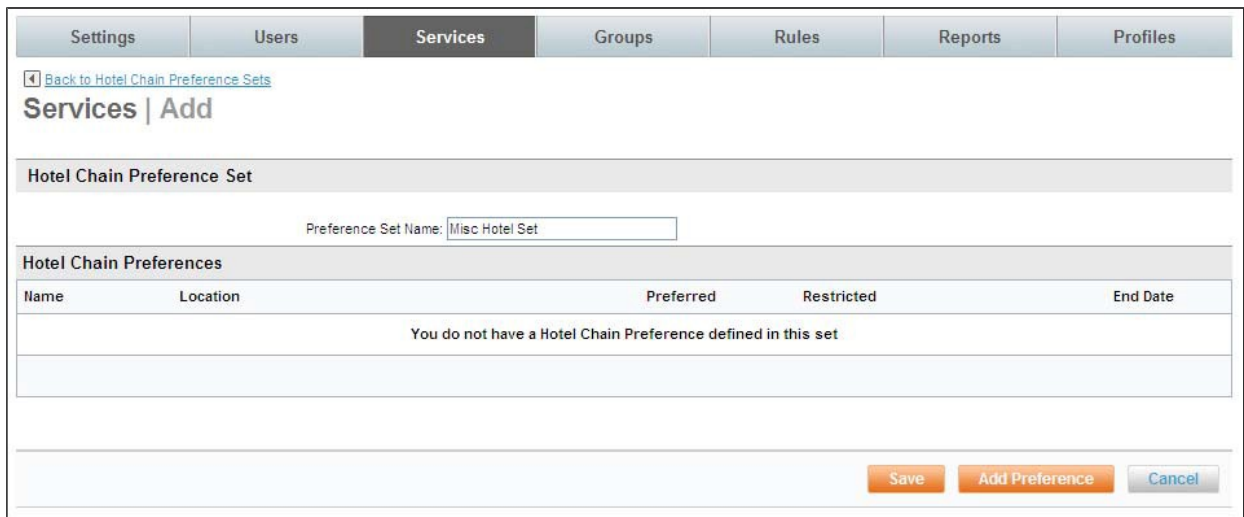 Settings Users Services Groups Rules Reports Profiles
Back to Hotel Chain Preference Sets
Services | Add
Hotel Chain Preference Set
Preference Set Name: Misc Hotel Set
Hotel Chain Preferences
Name Location Preferred Restricted End Date
You do not have a Hotel Chain Preference defined in this set
Save Add Preference Cancel